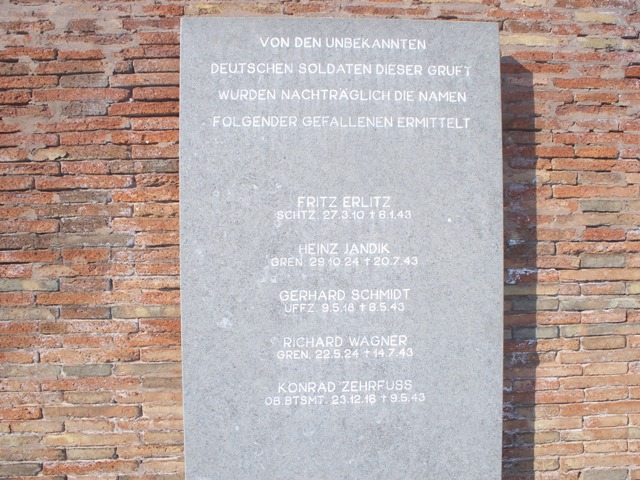 VON DEN UNBEKANNTEN
DEUTSCHEN SOLDATEN DIESER GRUFT
WURDEN NACHTRÄGLICH DIE NAMEN
FOLGENDER GEFALLENEN ERMITTELT
FRITZ ERLITZ
SCHTZ. 27.3.10 † 6.1.43
HEINZ JANDIK
GREN. 29.10.24 † 20.7.43
GERHARD SCHMIDT
UFFZ. 9.5.18 † 6.5.43
RICHARD WAGNER
GREN. 22.5.24 † 14.7.43
KONRAD ZEHRFUSS
OB.BTSMT. 23.12.16 † 9.5.43